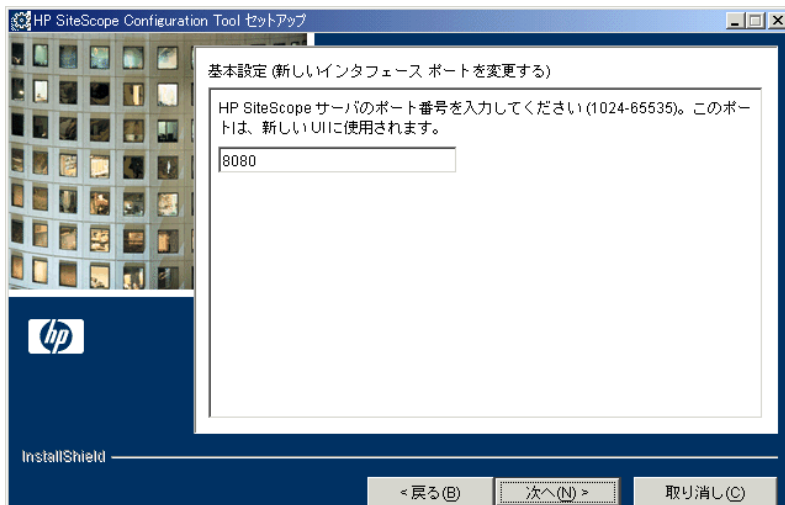 HP SiteScope Configuration Tool セットアップ
基本設定 (新しいインタフェース ポートを変更する)
HP SiteScope サーバのポート番号を入力してください (1024-65535)。このポー
トは、新しい UIに使用されます。
8080
hp
InstallShield
<戻る(B)
次へ(N) >
取り消し(C)